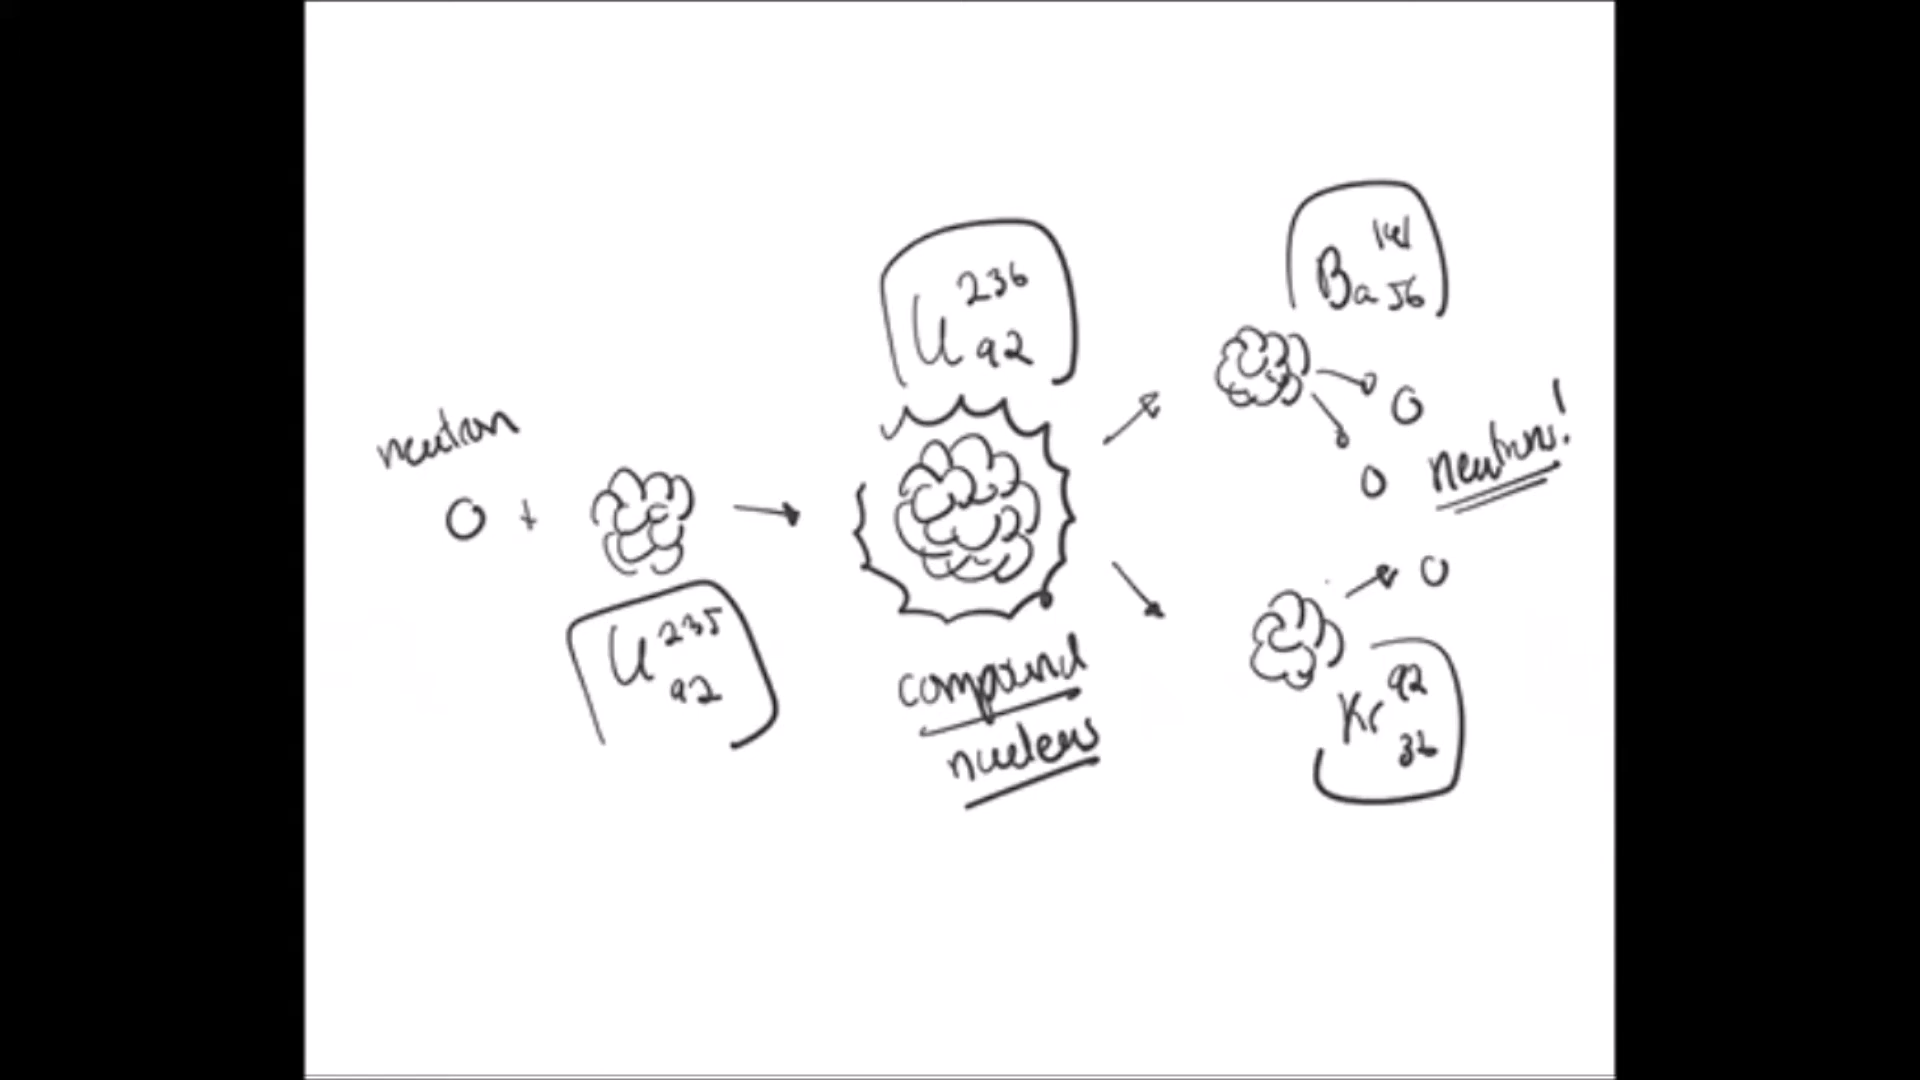 neutron
+
U 235
92
U 236
92
compound
nucleus
Ba 141
56
neutrons!
Kr 92
36